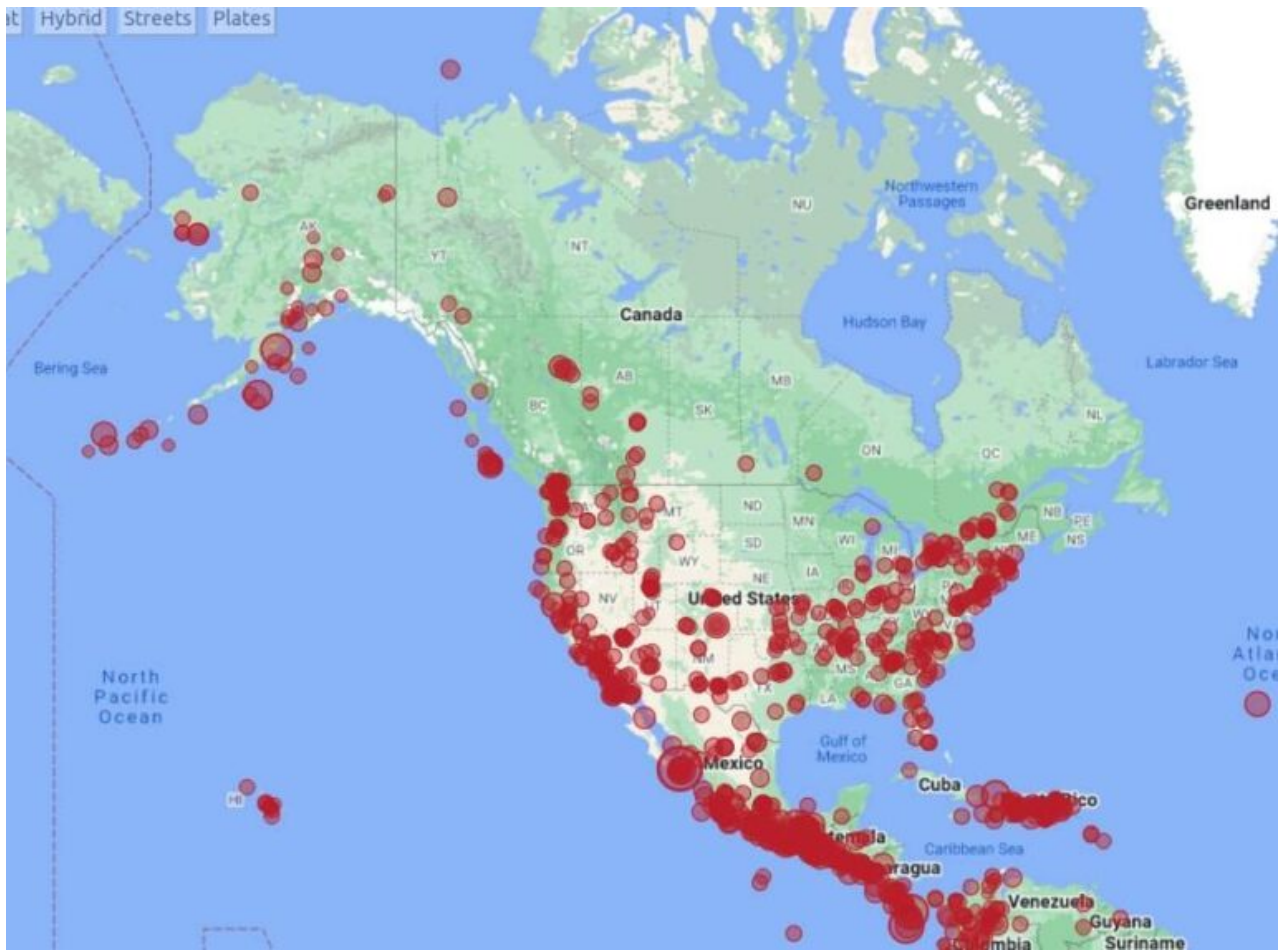 at Hybrid Streets Plates
Greenland
Northwestern
Passages
NU
AK
YT
NT
Canada
Hudson Bay
Labrador Sea
Bering Sea
AB
MB
BC
SK
NL
ON
QC
NB
PE
NS
ME
MT
ND
MN
OR
SD
WI
MI
WY
IA
NE
NV
United States
NM
MS
GA
TX
LA
North
Pacific
Ocean
Gulf of
Mexico
Mexico
Cuba
HI
Caribbean Sea
Venezuela
Guyana
Colombia
Suriname